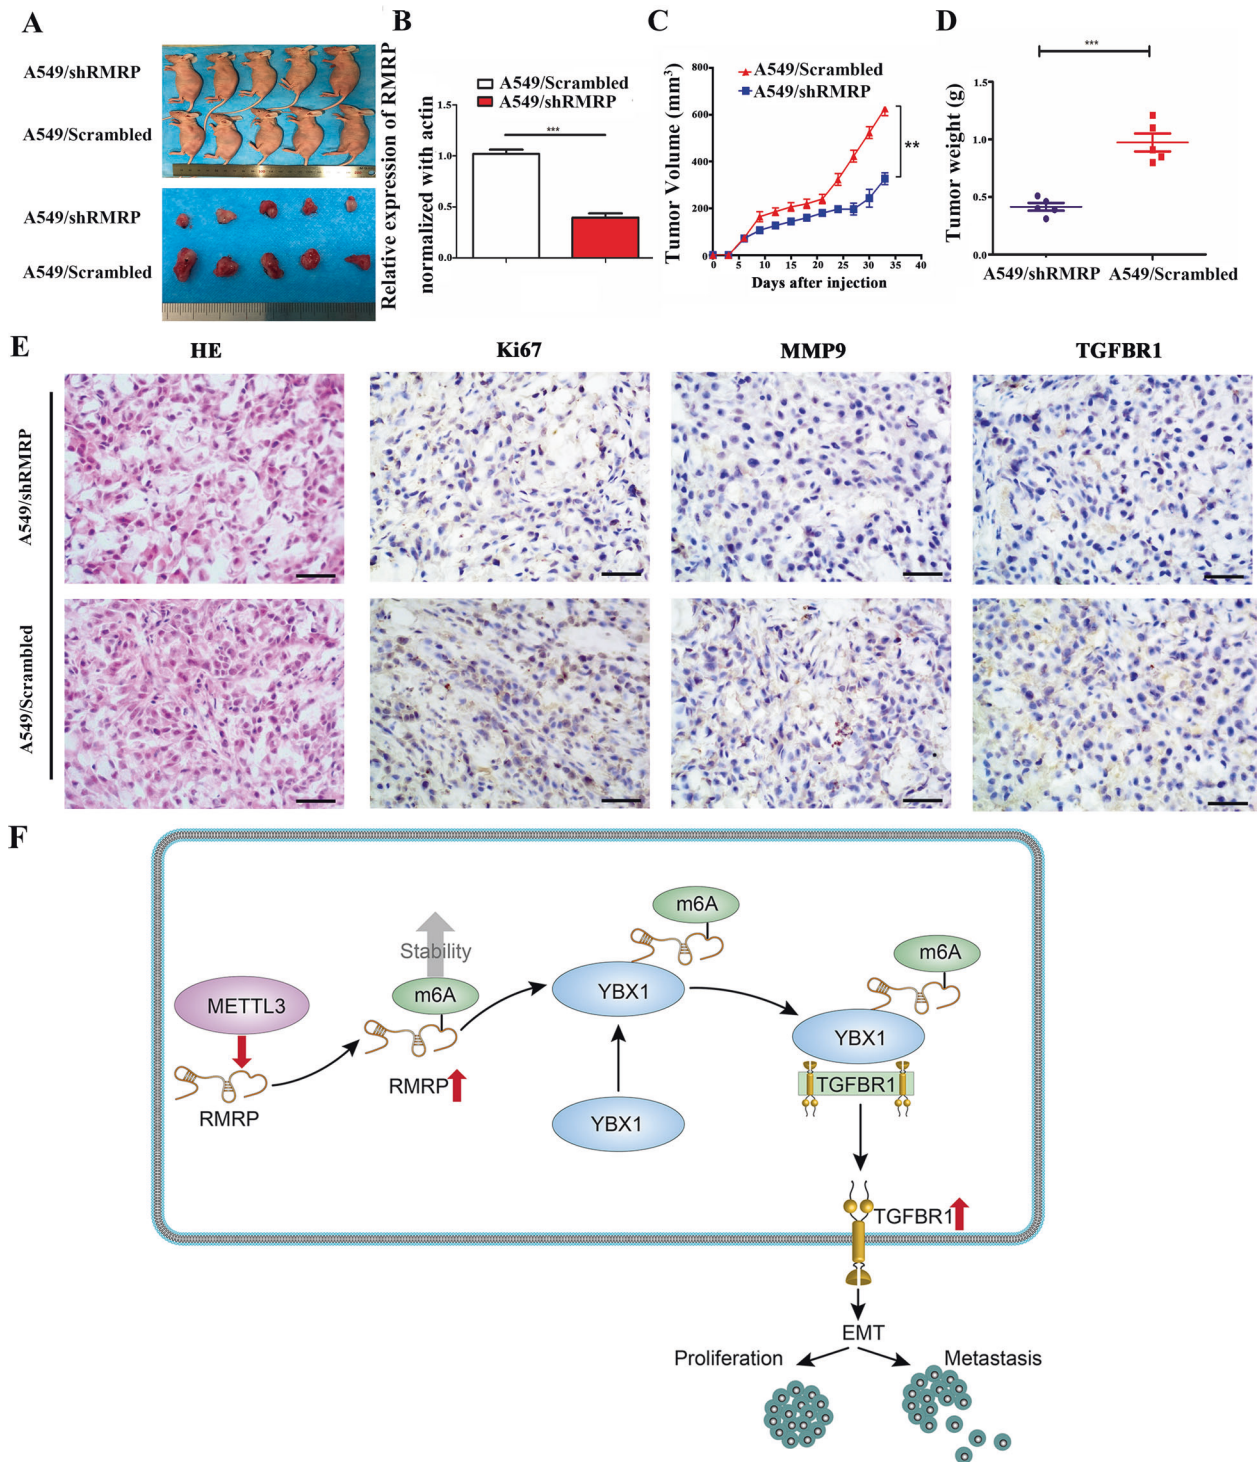 A
A549/shRMRP
A549/Scrambled
A549/shRMRP
A549/Scrambled
B
Relative expression of RMRP
normalized with actin
A549/Scrambled
A549/shRMRP
***
1.5
1.0
0.5
0.0
C
Tumor Volume (mm³)
A549/Scrambled
A549/shRMRP
**
800
600
400
200
0
0 5 10 15 20 25 30 35 40
Days after injection
D
***
Tumor weight (g)
1.5
1.0
0.5
0.0
A549/shRMRP A549/Scrambled
E
HE Ki67 MMP9 TGFBR1
A549/shRMRP
A549/Scrambled
F
m6A
Stability
m6A
METTL3
m6A
YBX1
YBX1
RMRP
RMRP
TGFBR1
YBX1
TGFBR1
EMT
Proliferation
Metastasis